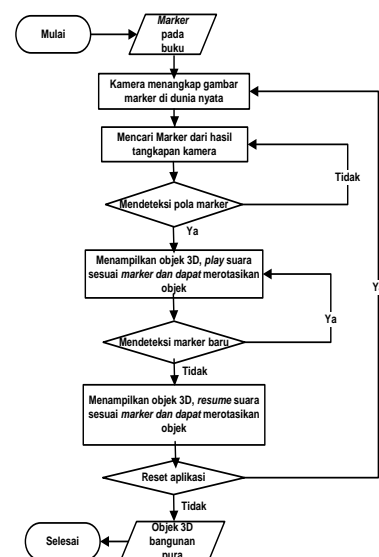 Mulai
Marker
pada
buku
Kamera menangkap gambar
marker di dunia nyata
Mencari Marker dari hasil
tangkapan kamera
Tidak
Mendeteksi pola marker
Ya
Menampilkan objek 3D, play suara
sesuai marker dan dapat merotasikan
objek
Y
Ya
Mendeteksi marker baru
Tidak
Menampilkan objek 3D, resume suara
sesuai marker dan dapat merotasikan
objek
Reset aplikasi
Tidak
Selesai
Objek 3D
bangunan
pura